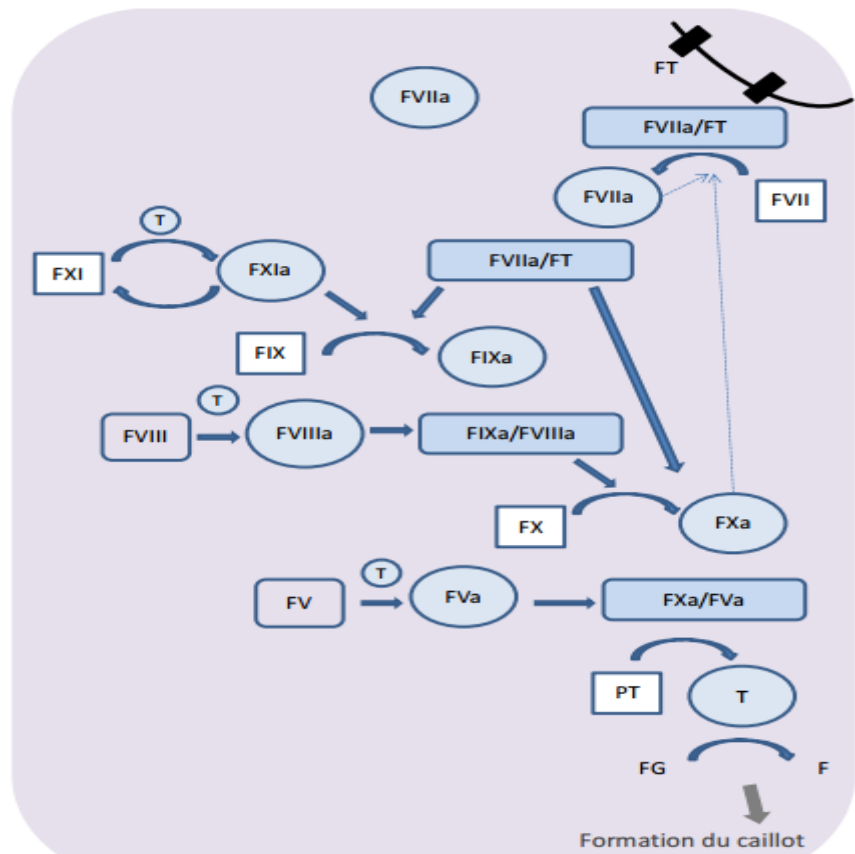 FT
FVIIa
FVIIa/FT
FVIIa
FVII
T
FXI
FXIa
FVIIa/FT
FIX
FIXa
T
FVIII
FVIIIa
FIXa/FVIIIa
FX
FXa
T
FV
FVa
FXa/FVa
PT
T
FG
F
Formation du caillot